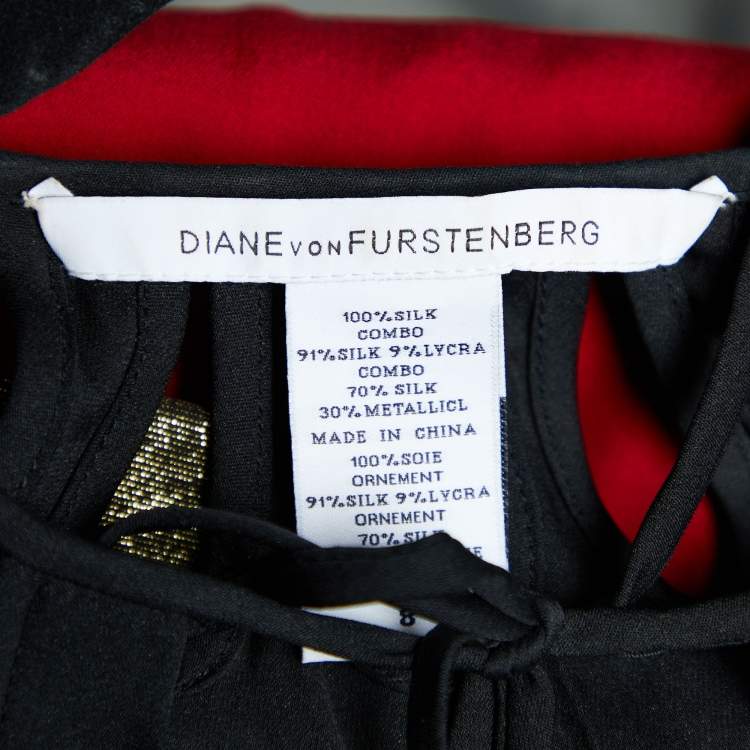 DIANE VON FURSTENBERG
100% SILK
COMBO
91% SILK 9% LYCRA
COMBO
70% SILK
30% METALLICL
MADE IN CHINA
100% SOIE
ORNEMENT
91% SILK 9% LYCRA
ORNEMENT
70%
8